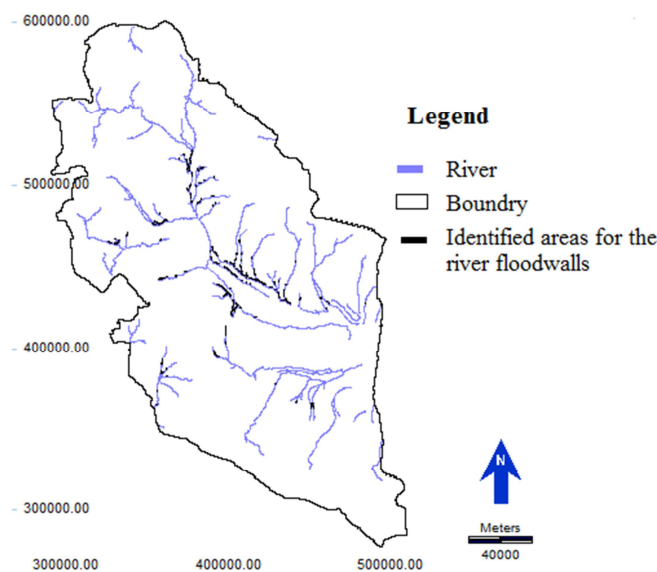 600000.00
Legend
River
500000.00
Boundry
Identified areas for the
river floodwalls
400000.00
N
300000.00
Meters
40000
300000.00 400000.00 500000.00